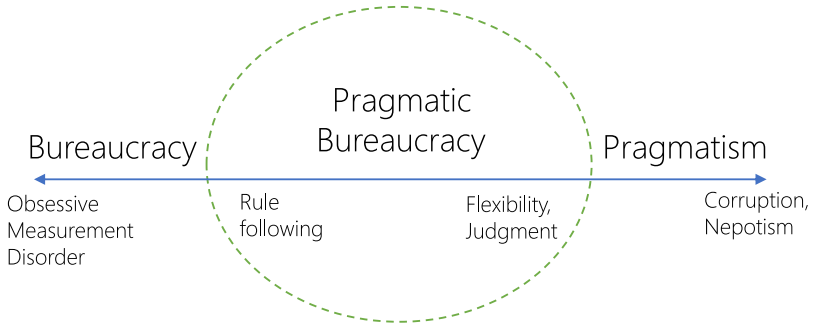 Pragmatic
Bureaucracy
Bureaucracy
Pragmatism
Obsessive
Measurement
Disorder
Rule
following
Flexibility,
Judgment
Corruption,
Nepotism